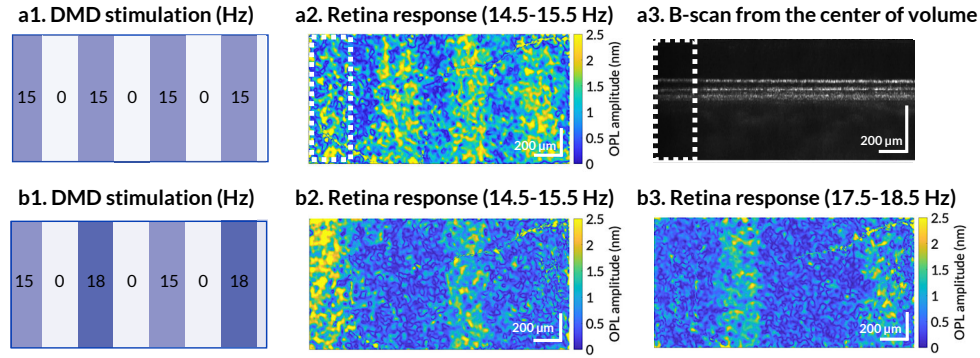 a1. DMD stimulation (Hz)
a2. Retina response (14.5-15.5 Hz)
a3. B-scan from the center of volume
15 0 15 0 15 0 15
200 µm
2.5
2
1.5
1
0.5
0
OPL amplitude (nm)
200 µm
b1. DMD stimulation (Hz)
b2. Retina response (14.5-15.5 Hz)
b3. Retina response (17.5-18.5 Hz)
15 0 18 0 15 0 18
200 µm
2.5
2
1.5
1
0.5
0
OPL amplitude (nm)
200 µm
2.5
2
1.5
1
0.5
0
OPL amplitude (nm)